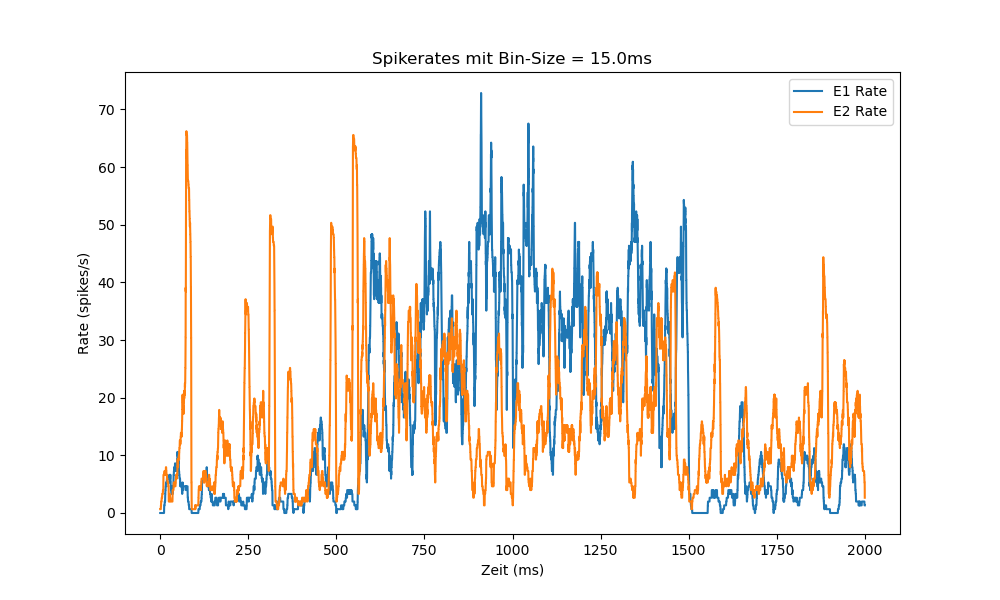 Spikerates mit Bin-Size = 15.0ms
E1 Rate
E2 Rate
Rate (spikes/s)
70
60
50
40
30
20
10
0
0 250 500 750 1000 1250 1500 1750 2000
Zeit (ms)